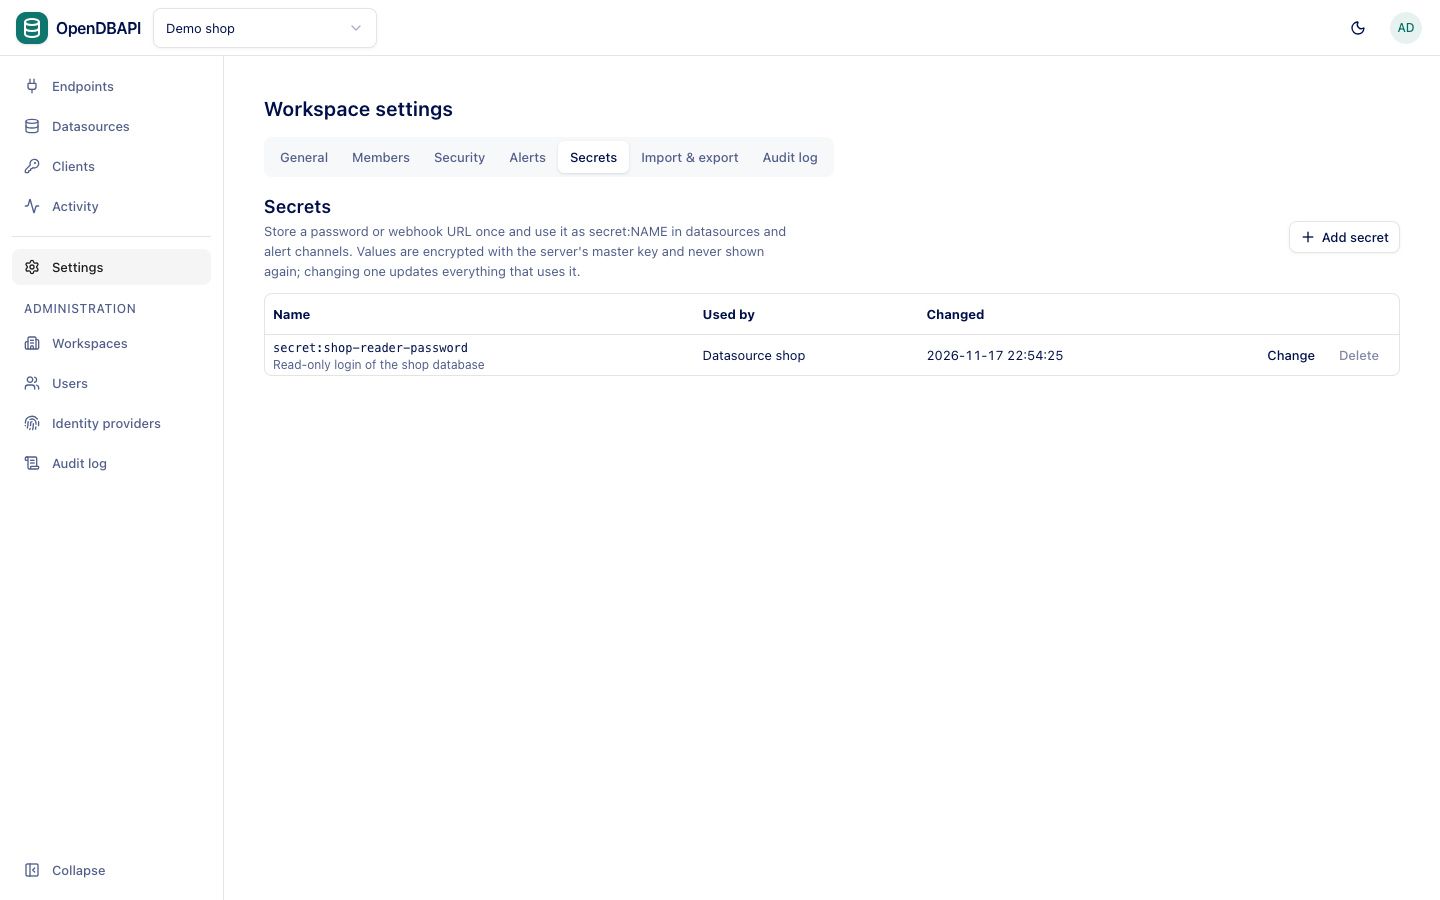 OpenDBAPI
Demo shop
AD
Endpoints
Datasources
Clients
Activity
Settings
ADMINISTRATION
Workspaces
Users
Identity providers
Audit log
Collapse
Workspace settings
General
Members
Security
Alerts
Secrets
Import & export
Audit log
Secrets
Store a password or webhook URL once and use it as secret:NAME in datasources and
alert channels. Values are encrypted with the server's master key and never shown
again; changing one updates everything that uses it.
Add secret
Name
Used by
Changed
secret:shop-reader-password
Read-only login of the shop database
Datasource shop
2026-11-17 22:54:25
Change
Delete